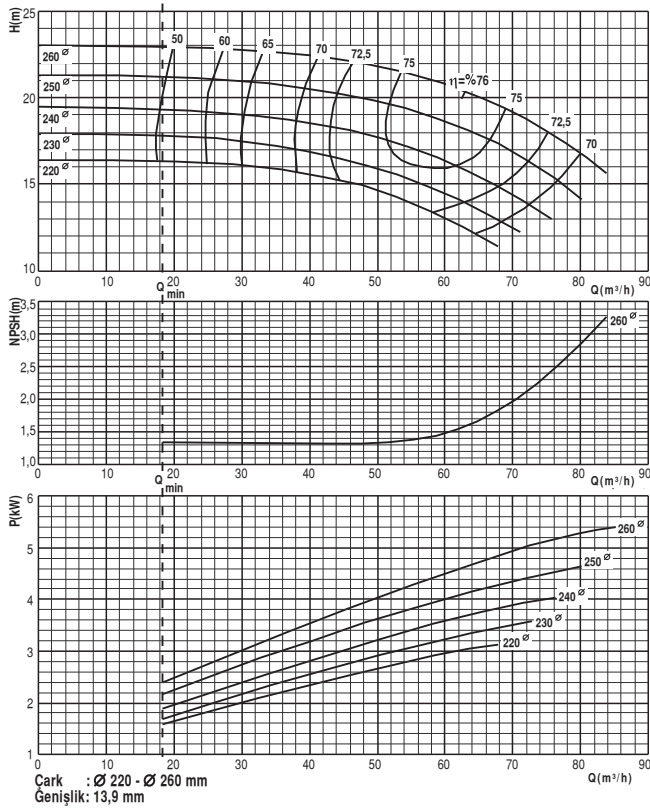 H(m)
25
20
15
10
260 ø
250 ø
240 ø
230 ø
220 ø
50
60
65
70
72,5
75
η=%76
75
72,5
70
0 10 20 30 40 50 60 70 80 90
Q min
Q(m³/h)
NPSH(m)
3,5
3,0
2,5
2,0
1,5
1,0
260 ø
0 10 20 30 40 50 60 70 80 90
Q min
Q(m³/h)
P(kW)
6
5
4
3
2
1
260 ø
250 ø
240 ø
230 ø
220 ø
0 10 20 30 40 50 60 70 80 90
Q(m³/h)
Çark : Ø 220 - Ø 260 mm
Genişlik: 13,9 mm